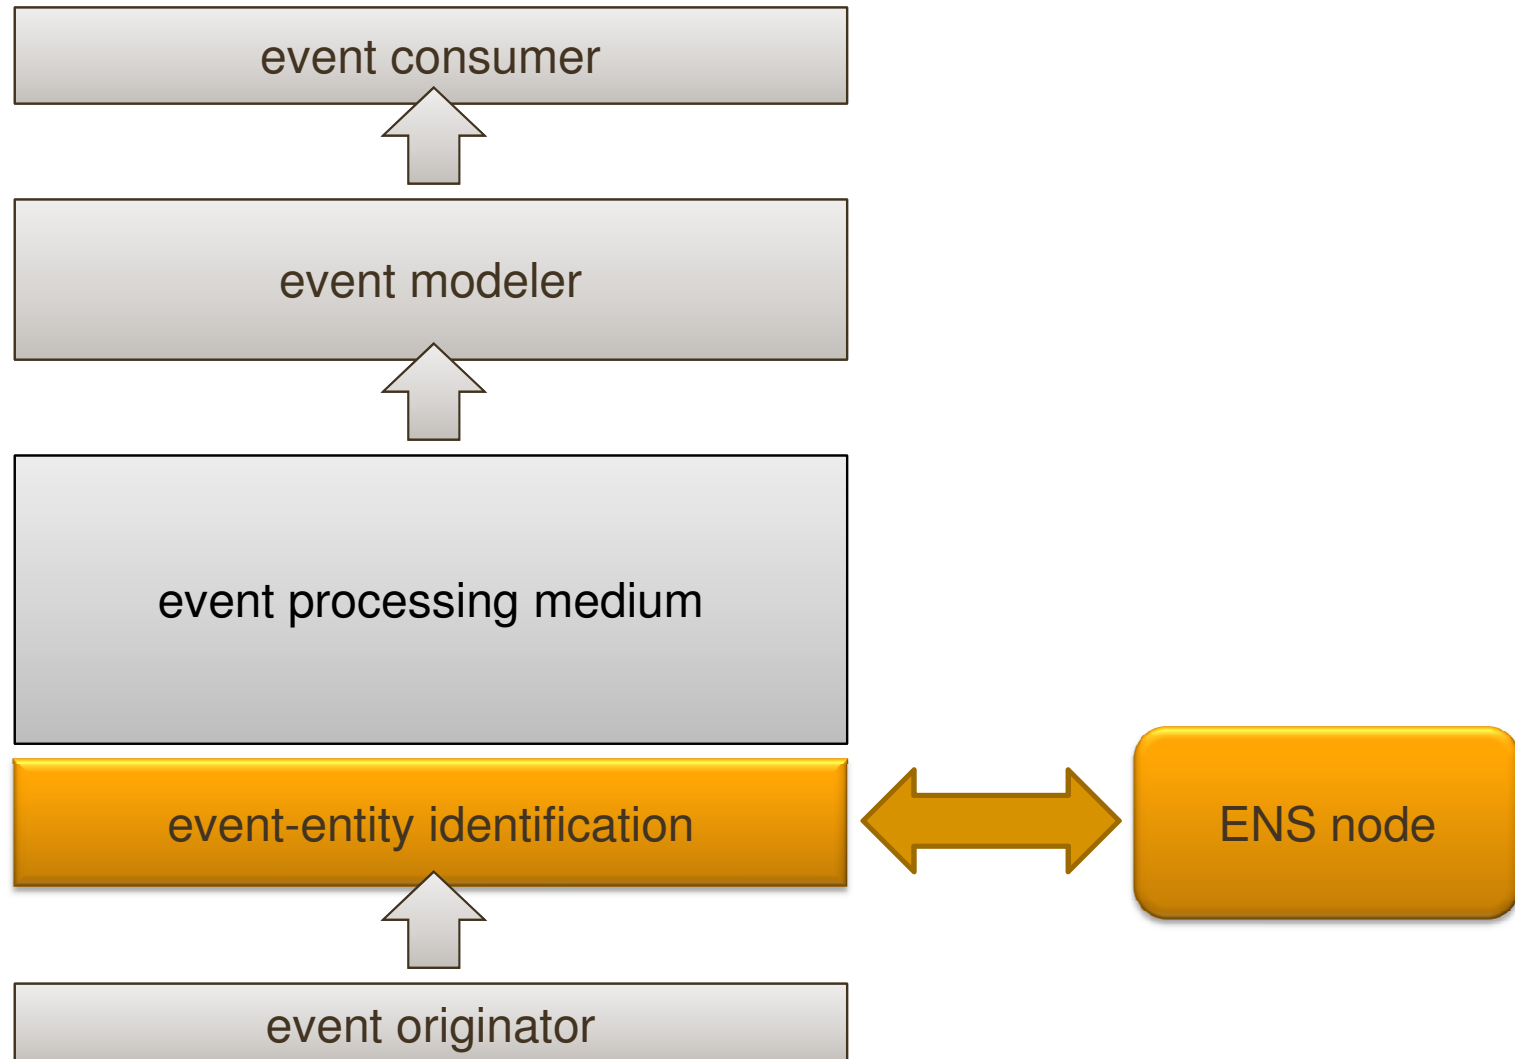 event consumer
event modeler
event processing medium
event-entity identification
ENS node
event originator